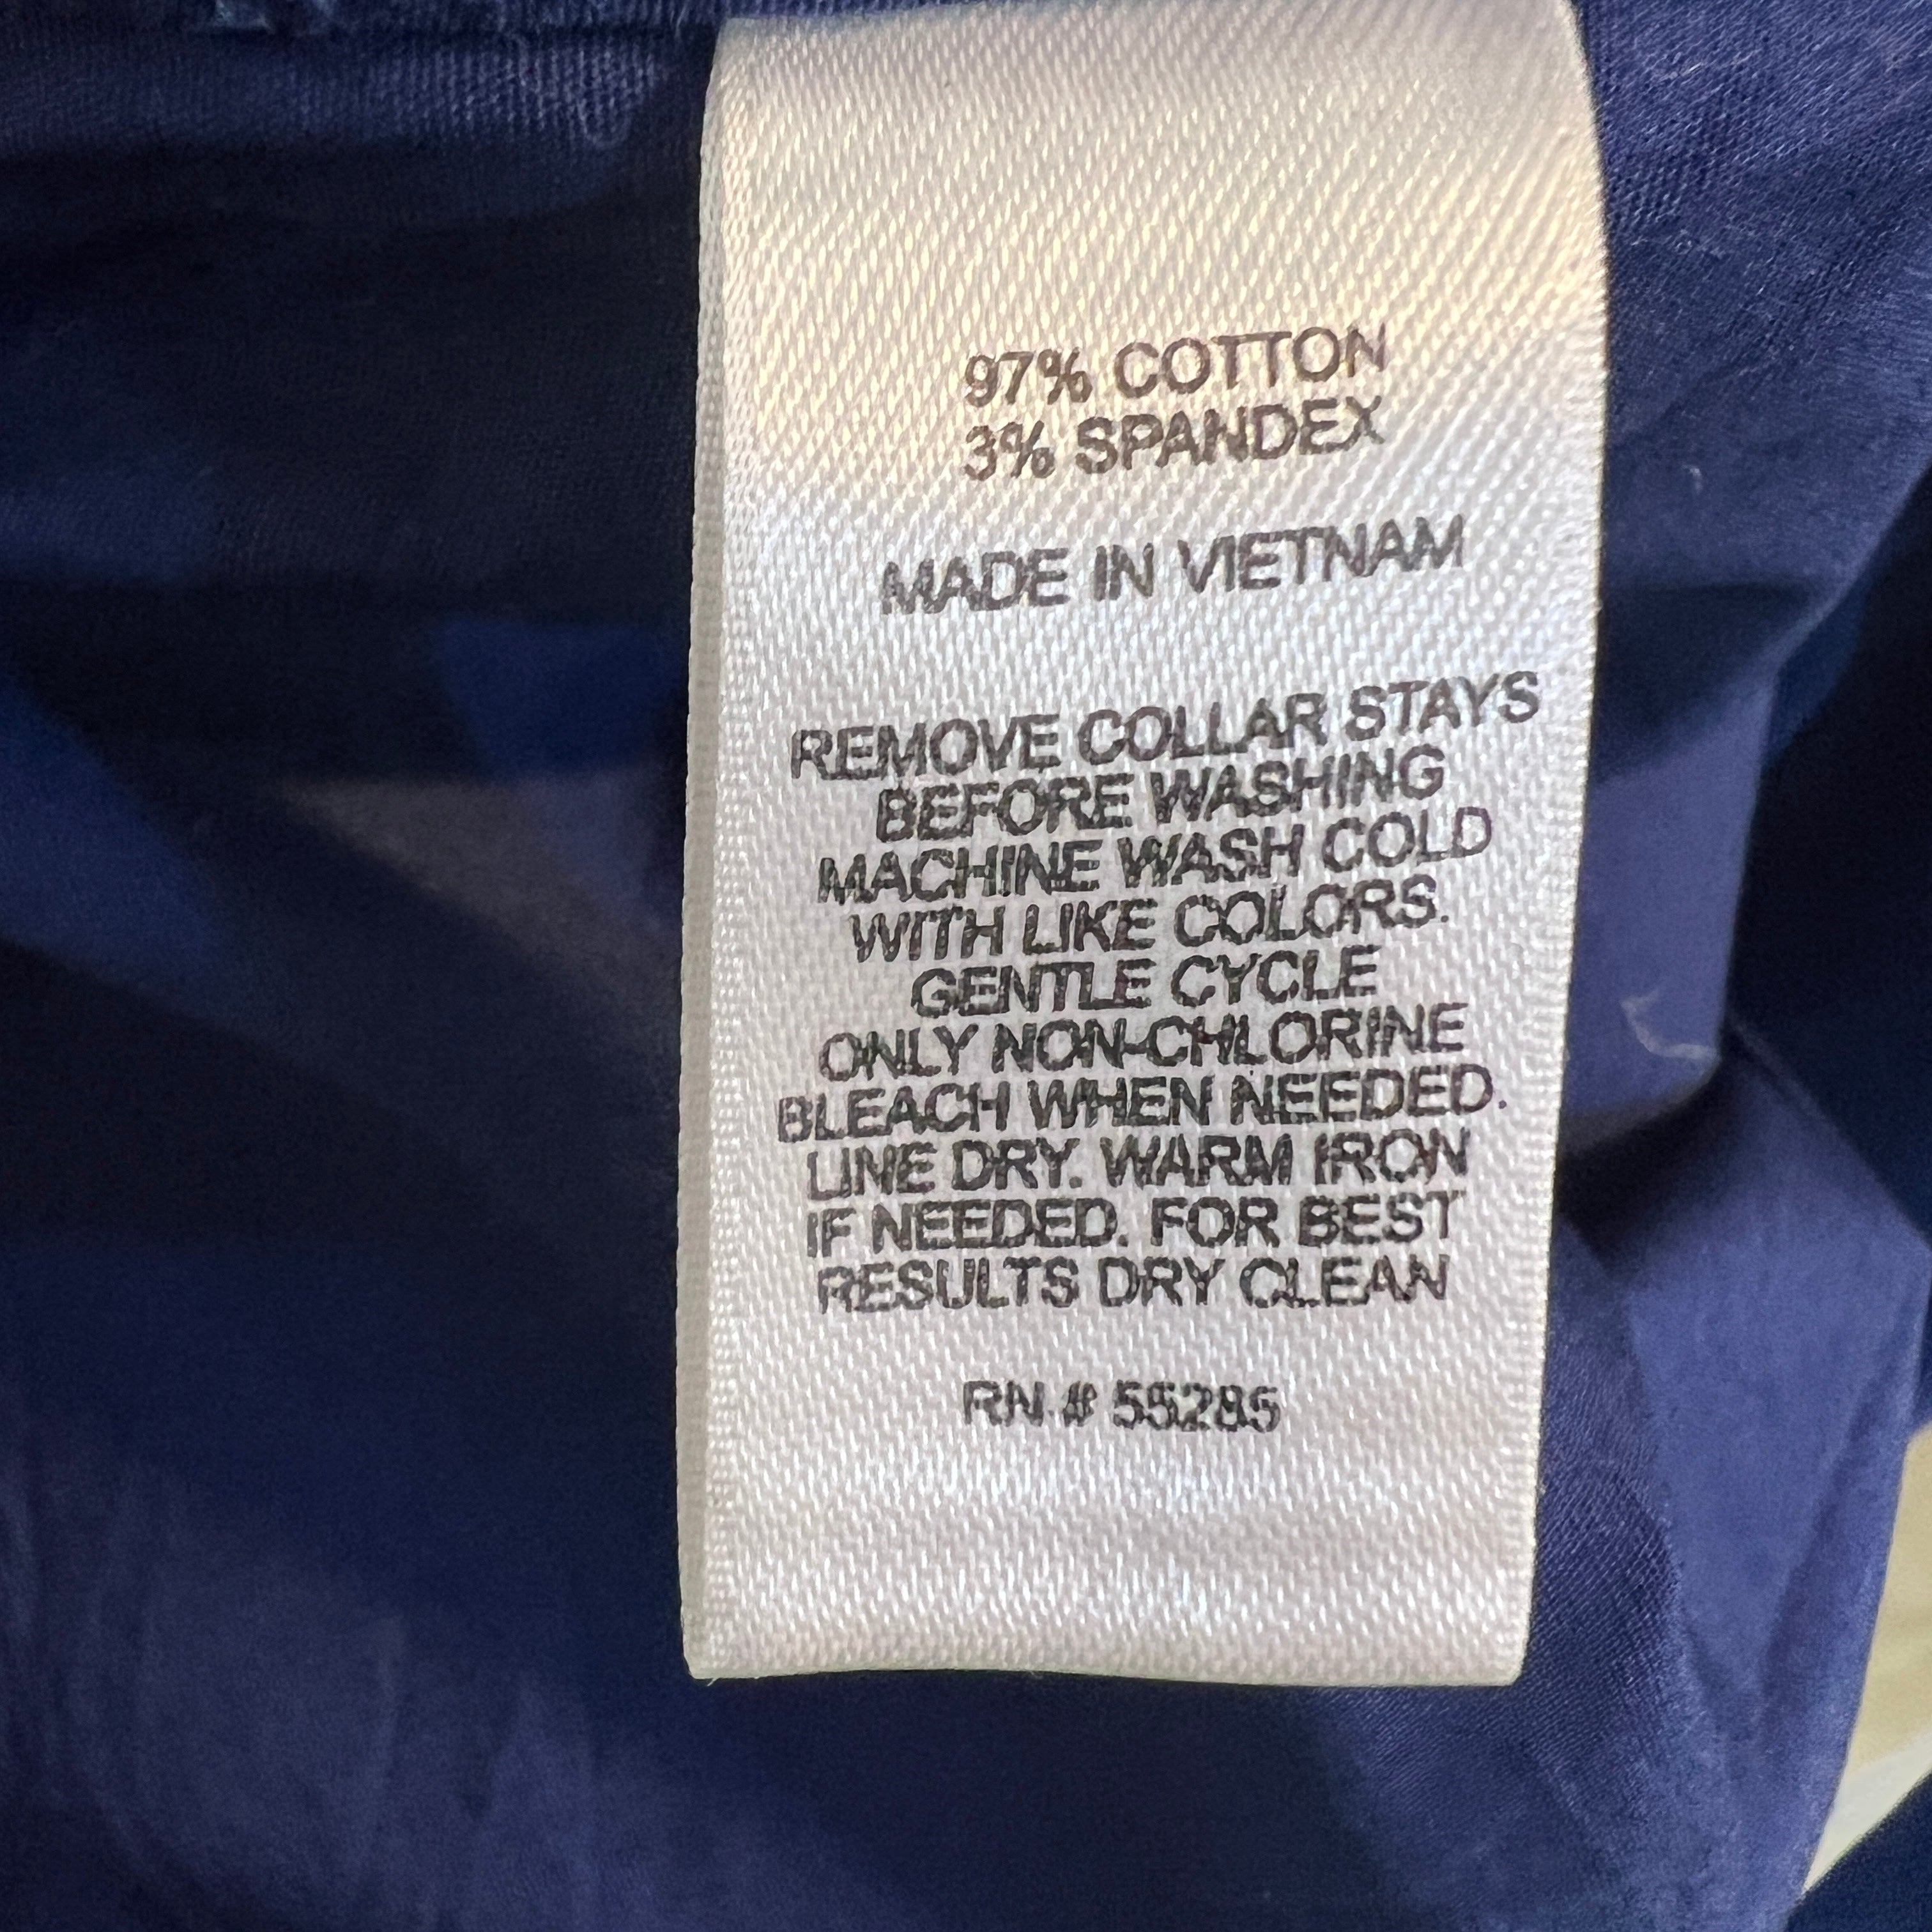 97% COTTON
3% SPANDEX
MADE IN VIETNAM
REMOVE COLLAR STAYS
BEFORE WASHING
MACHINE WASH COLD
WITH LIKE COLORS.
GENTLE CYCLE
ONLY NON-CHLORINE
BLEACH WHEN NEEDED.
LINE DRY. WARM IRON
IF NEEDED. FOR BEST
RESULTS DRY CLEAN
RN # 55285